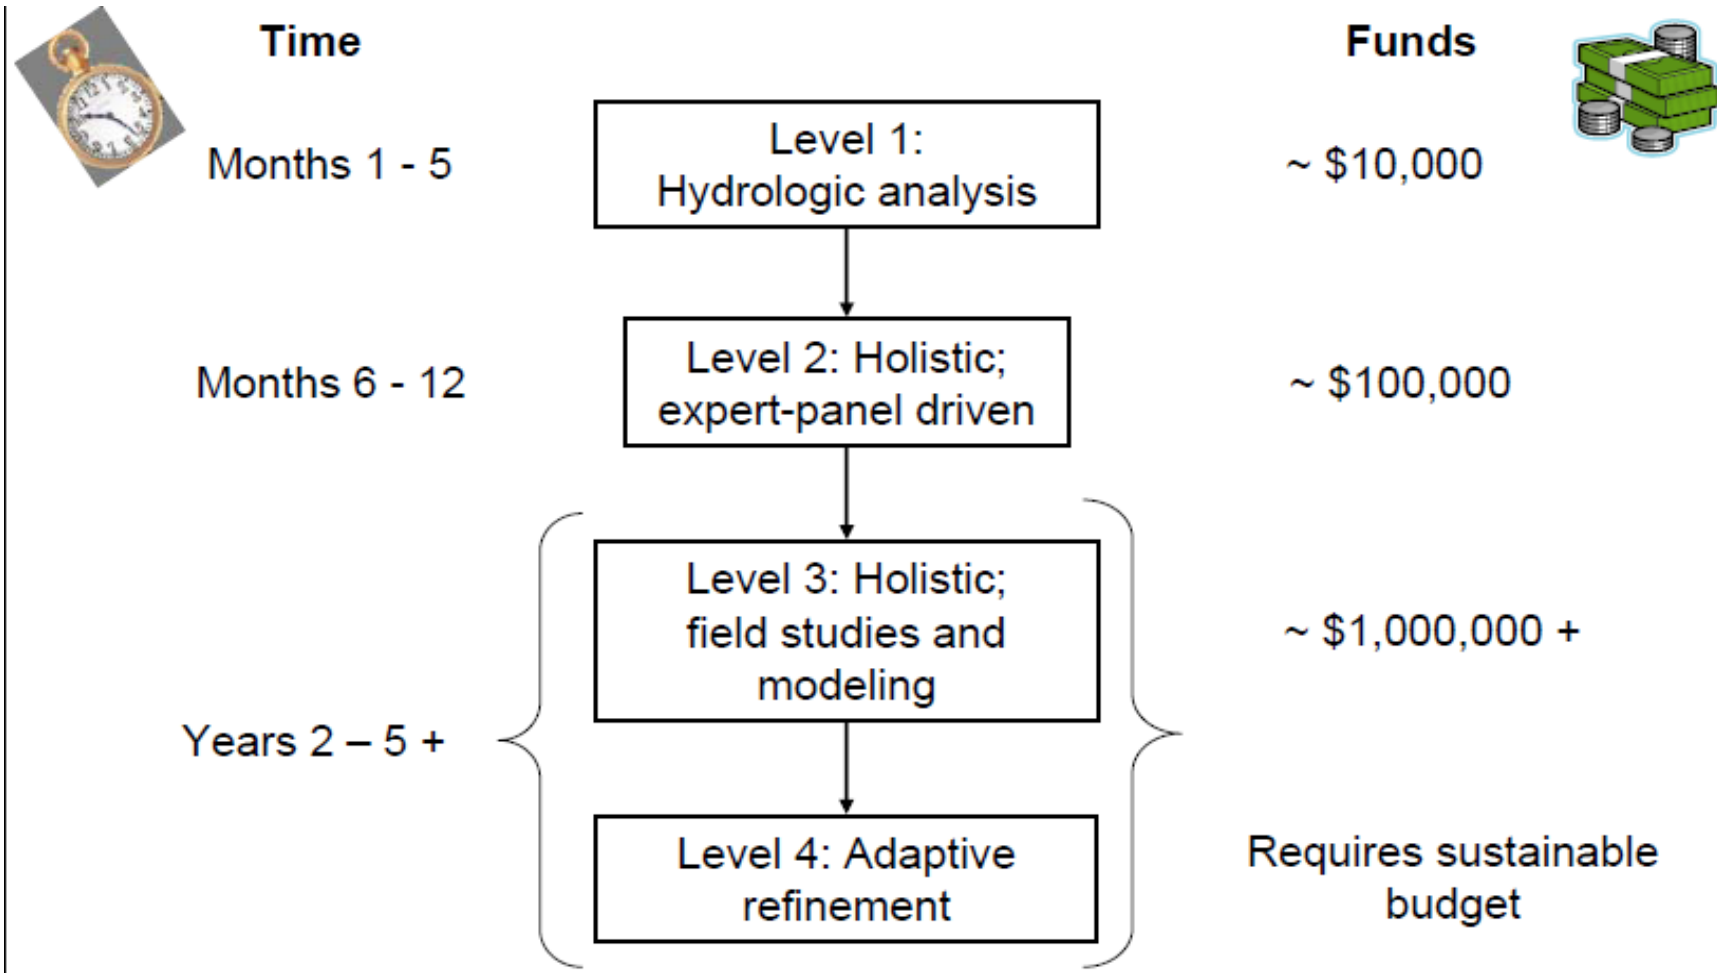 Time
Funds
Months 1 - 5
Level 1:
Hydrologic analysis
~ $10,000
Months 6 - 12
Level 2: Holistic;
expert-panel driven
~ $100,000
Level 3: Holistic;
field studies and
modeling
~ $1,000,000 +
Years 2 – 5 +
Level 4: Adaptive
refinement
Requires sustainable
budget